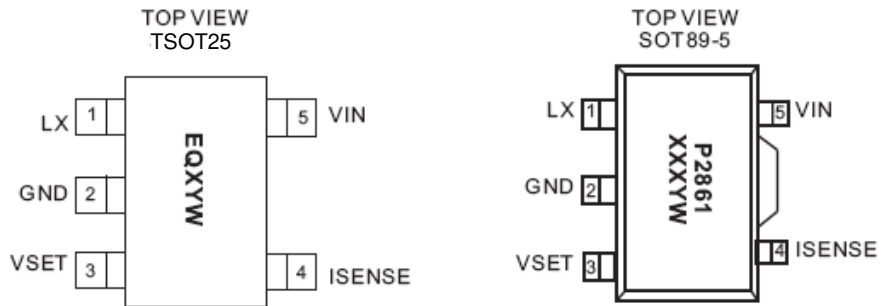 TOP VIEW
TSOT25
LX
1
5
VIN
GND
2
VSET
3
4
ISENSE
EQXYW
TOP VIEW
SOT89-5
LX
1
5
VIN
GND
2
VSET
3
4
ISENSE
P2861
XXXYW